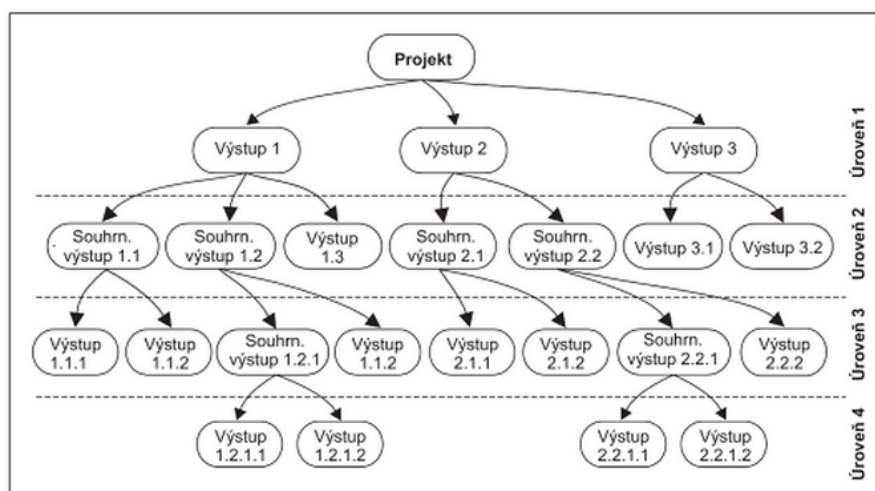 Projekt
Výstup 1
Výstup 2
Výstup 3
Úroveň 1
Souhrn.
výstup 1.1
Souhrn.
výstup 1.2
Výstup
1.3
Souhrn.
výstup 2.1
Souhrn.
výstup 2.2
Výstup 3.1
Výstup 3.2
Úroveň 2
Výstup
1.1.1
Výstup
1.1.2
Souhrn.
výstup 1.2.1
Výstup
1.1.2
Výstup
2.1.1
Výstup
2.1.2
Souhrn.
výstup 2.2.1
Výstup
2.2.2
Úroveň 3
Výstup
1.2.1.1
Výstup
1.2.1.2
Výstup
2.2.1.1
Výstup
2.2.1.2
Úroveň 4